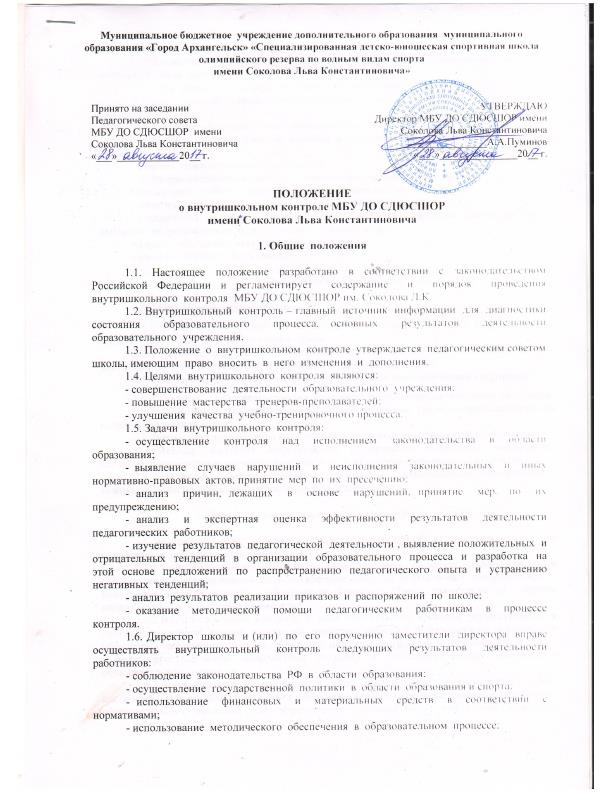 Муниципальное бюджетное учреждение дополнительного образования муниципального
образования «Город Архангельск» «Специализированная детско-юношеская спортивная школа
олимпийского резерва по водным видам спорта
имени Соколова Льва Константиновича»
Принято на заседании
Педагогического совета
МБУ ДО СДЮСШОР имени
Соколова Льва Константиновича
«28» августа 2017г.
УТВЕРЖДАЮ
Директор МБУ ДО СДЮСШОР имени
Соколова Льва Константиновича
А.А.Пуминов
«28» августа 2017г.
ПОЛОЖЕНИЕ
о внутришкольном контроле МБУ ДО СДЮСШОР
имени Соколова Льва Константиновича
1. Общие положения
1.1. Настоящее положение разработано в соответствии с законодательством
Российской Федерации и регламентирует содержание и порядок проведения
внутришкольного контроля МБУ ДО СДЮСШОР им. Соколова Л.К.
1.2. Внутришкольный контроль – главный источник информации для диагностики
состояния образовательного процесса, основных результатов деятельности
образовательного учреждения.
1.3. Положение о внутришкольном контроле утверждается педагогическим советом
школы, имеющим право вносить в него изменения и дополнения.
1.4. Целями внутришкольного контроля являются:
- совершенствование деятельности образовательного учреждения;
- повышение мастерства тренеров-преподавателей;
- улучшения качества учебно-тренировочного процесса.
1.5. Задачи внутришкольного контроля:
- осуществление контроля над исполнением законодательства в области
образования;
- выявление случаев нарушений и неисполнения законодательных и иных
нормативно-правовых актов, принятие мер по их пресечению;
- анализ причин, лежащих в основе нарушений, принятие мер по их
предупреждению;
- анализ и экспертная оценка эффективности результатов деятельности
педагогических работников;
- изучение результатов педагогической деятельности , выявление положительных и
отрицательных тенденций в организации образовательного процесса и разработка на
этой основе предложений по распространению педагогического опыта и устранению
негативных тенденций;
- анализ результатов реализации приказов и распоряжений по школе;
- оказание методической помощи педагогическим работникам в процессе
контроля.
1.6. Директор школы и (или) по его поручению заместители директора вправе
осуществлять внутришкольный контроль следующих результатов деятельности
работников:
- соблюдение законодательства РФ в области образования;
- осуществление государственной политики в области образования и спорта.
- использование финансовых и материальных средств в соответствии с
нормативами;
- использование методического обеспечения в образовательном процессе;